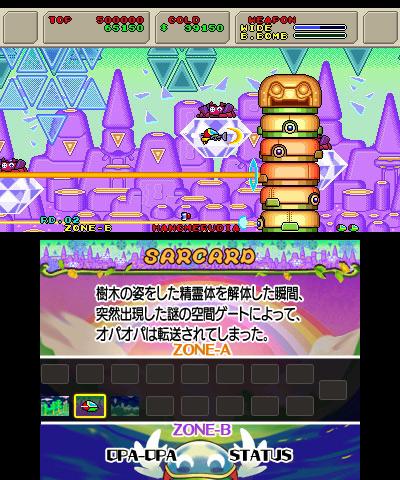 TOP 500000 GOLD WEAPON
65150 $ 39150 WIDE
B.BOMB
RD.02
ZONE-B HANCHERUDIA
SARCARD
樹木の姿をした精霊体を解体した瞬間、
突然出現した謎の空間ゲートによって、
オパオパは転送されてしまった。
ZONE-A
ZONE-B
OPA-OPA STATUS